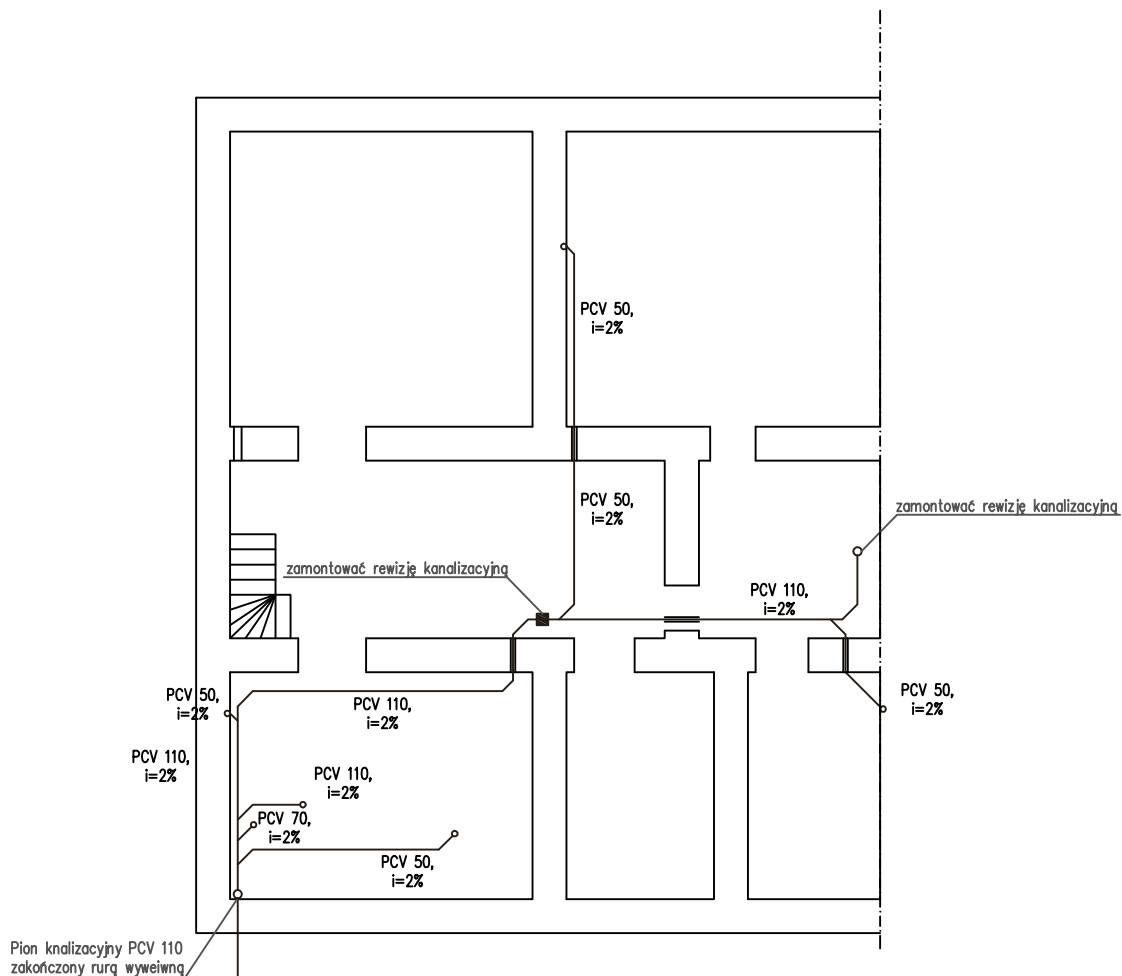 PCV 50,
i=2%
PCV 50,
i=2%
zamontować rewizję kanalizacyjną
zamontować rewizję kanalizacyjną
PCV 110,
i=2%
PCV 50,
i=2%
PCV 110,
i=2%
PCV 50,
i=2%
PCV 110,
i=2%
PCV 110,
i=2%
PCV 70,
i=2%
PCV 50,
i=2%
Pion knalizacyjny PCV 110
zakończony rurą wyweiwną